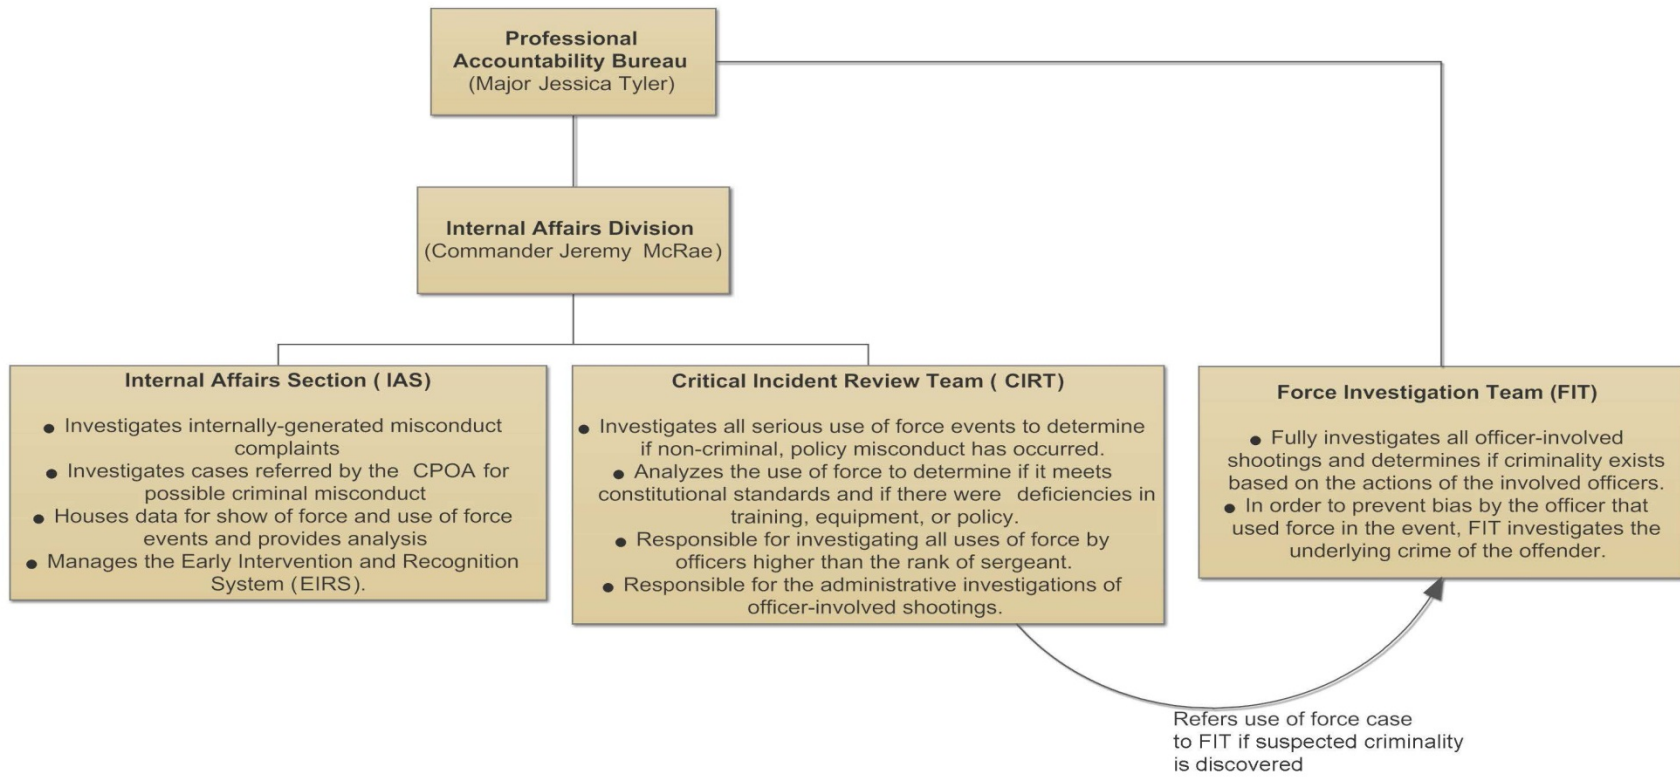 Professional
Accountability Bureau
(Major Jessica Tyler)
Internal Affairs Division
(Commander Jeremy McRae)
Internal Affairs Section (IAS)
● Investigates internally-generated misconduct
complaints
● Investigates cases referred by the CPOA for
possible criminal misconduct
● Houses data for show of force and use of force
events and provides analysis
● Manages the Early Intervention and Recognition
System (EIRS).
Critical Incident Review Team (CIRT)
● Investigates all serious use of force events to determine
if non-criminal, policy misconduct has occurred.
● Analyzes the use of force to determine if it meets
constitutional standards and if there were deficiencies in
training, equipment, or policy.
● Responsible for investigating all uses of force by
officers higher than the rank of sergeant.
● Responsible for the administrative investigations of
officer-involved shootings.
Force Investigation Team (FIT)
● Fully investigates all officer-involved
shootings and determines if criminality exists
based on the actions of the involved officers.
● In order to prevent bias by the officer that
used force in the event, FIT investigates the
underlying crime of the offender.
Refers use of force case
to FIT if suspected criminality
is discovered